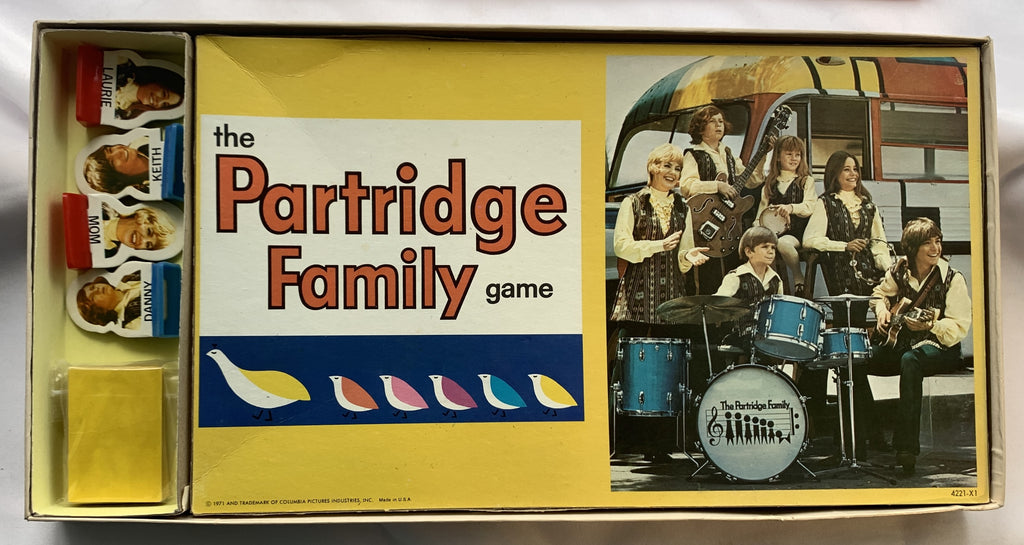 LAURIE
KEITH
MOM
DANNY
the
Partridge
Family
game
The Partridge Family
© 1971 AND TRADEMARK OF COLUMBIA PICTURES INDUSTRIES, INC. Made in U.S.A.
4221-X1